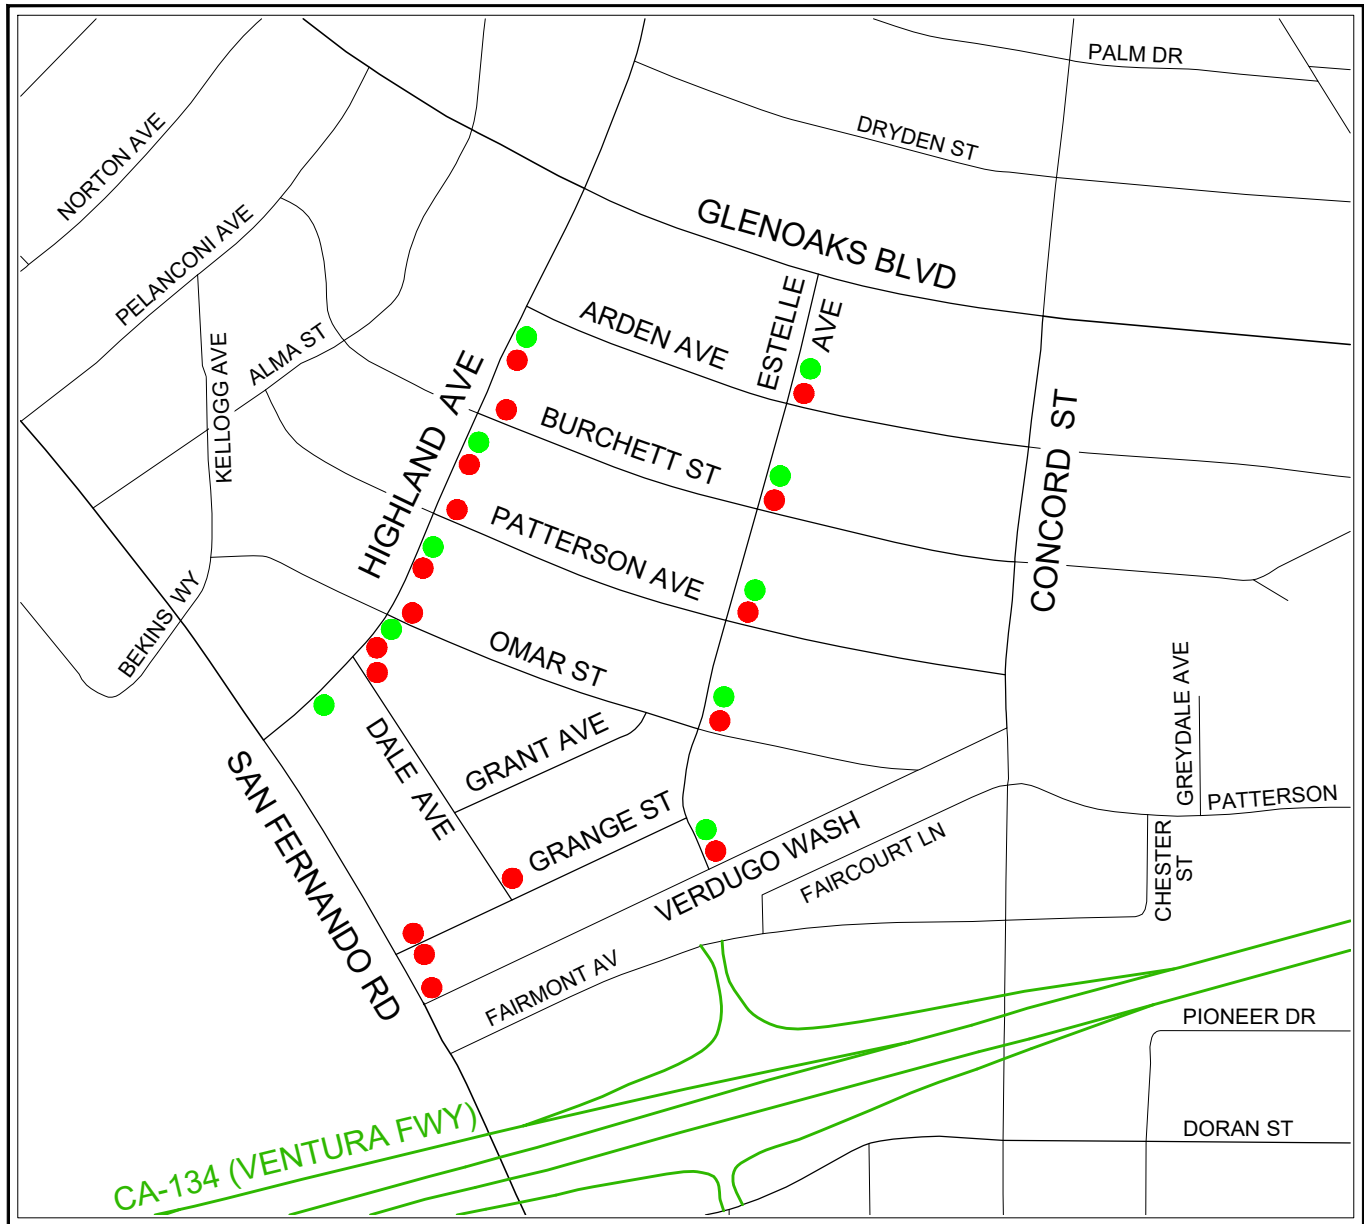 PALM DR
DRYDEN ST
NORTON AVE
GLENOAKS BLVD
PELANCONI AVE
ESTELLE
AVE
ARDEN AVE
ALMA ST
KELLOGG AVE
HIGHLAND AVE
BURCHETT ST
CONCORD ST
PATTERSON AVE
BEKINS WY
OMAR ST
GREYDALE AVE
DALE AVE
GRANT AVE
SAN FERNANDO RD
PATTERSON
GRANGE ST
VERDUGO WASH
FAIRCOURT LN
CHESTER
ST
FAIRMONT AV
PIONEER DR
CA-134 (VENTURA FWY)
DORAN ST